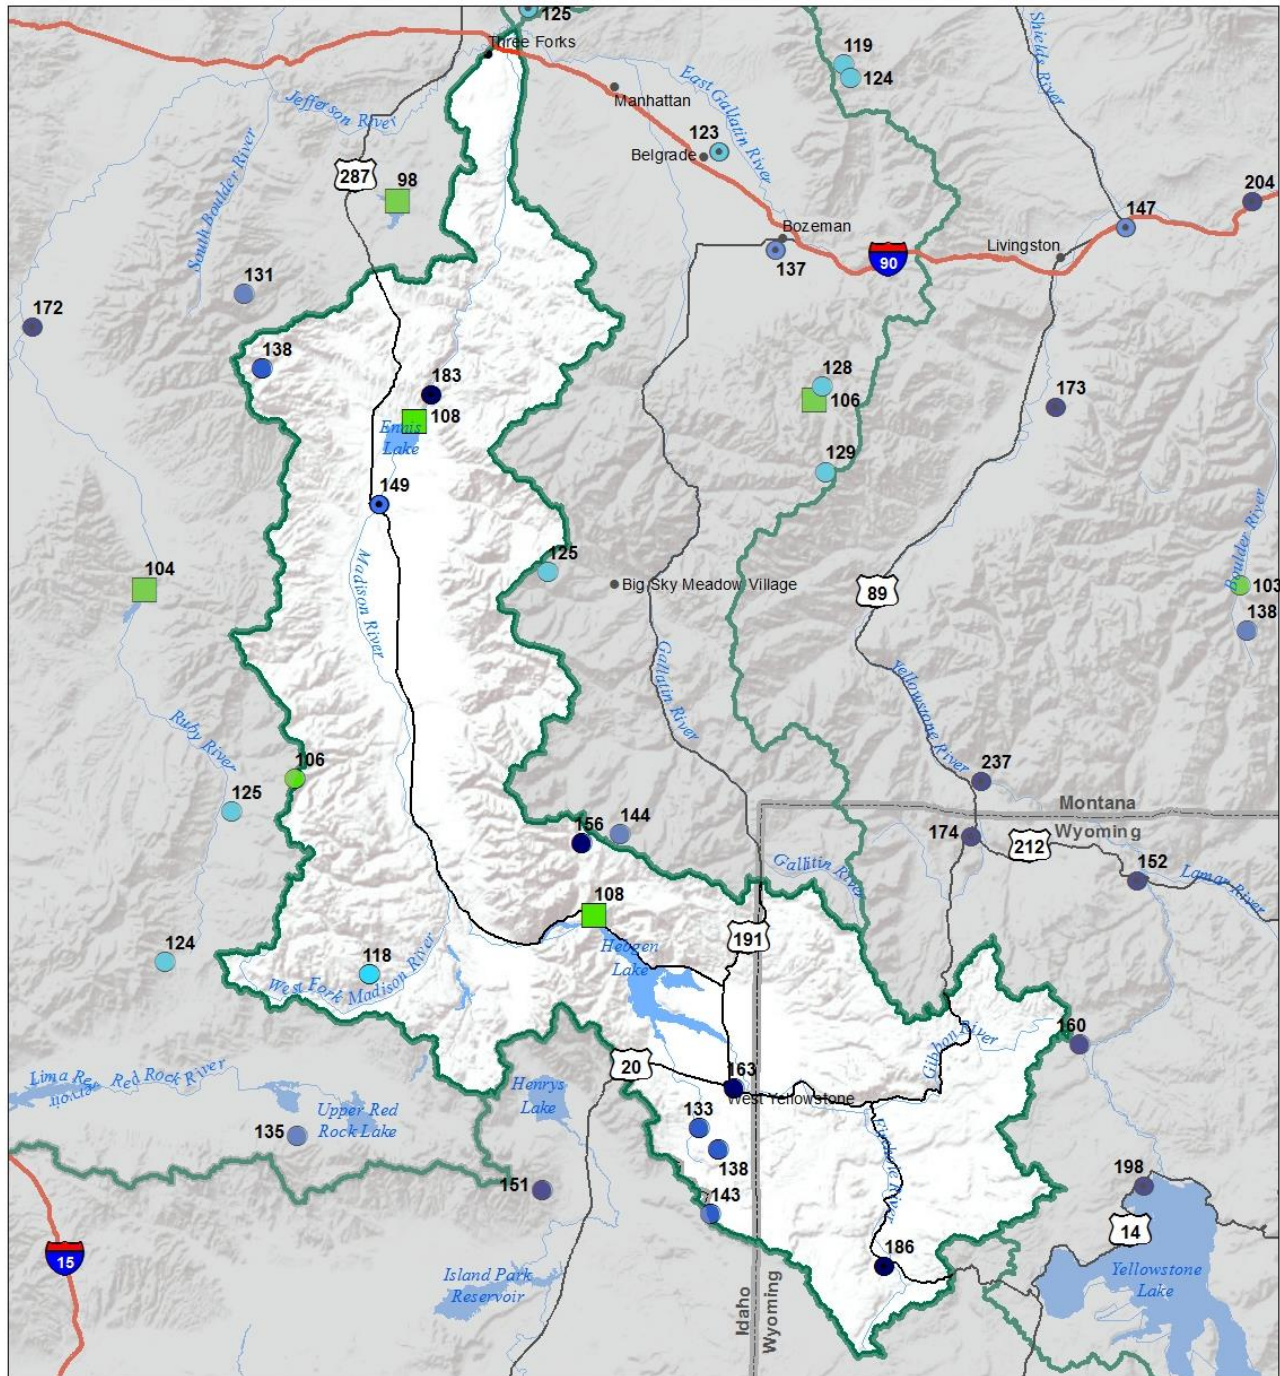 125
Three Forks
119
124
Shields River
East Gallatin River
Manhattan
Jefferson River
123
Belgrade
South Boulder River
287
98
204
147
Bozeman
137
90
Livingston
131
172
138
183
128
106
173
108
Ennis
Lake
129
149
Madison River
125
Big Sky Meadow Village
104
89
Boulder River
103
138
Gallatin River
Ruby River
Yellowstone River
106
125
237
Montana
Wyoming
156
144
174
212
152
Gallitin River
Lamar River
108
191
Hebgen
Lake
124
118
West Fork Madison River
160
Gibbon River
20
163
West Yellowstone
Henrys
Lake
Red Rock River
Upper Red
Rock Lake
135
133
138
Firehole River
143
151
198
14
15
186
Island Park
Reservoir
Yellowstone
Lake
Idaho
Wyoming